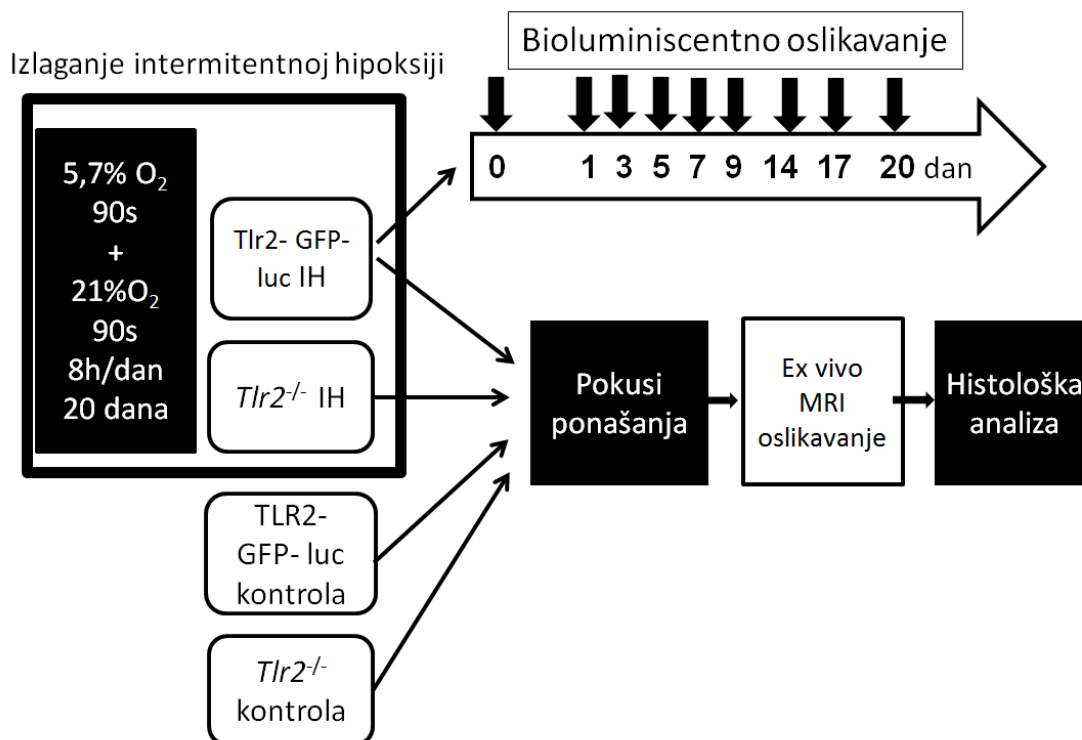 Izlaganje intermitentnoj hipoksiji
5,7% O₂
90s
+
21%O₂
90s
8h/dan
20 dana
Tlr2- GFP-
luc IH
Tlr2-/- IH
TLR2-
GFP- luc
kontrola
Tlr2-/-
kontrola
Bioluminiscentno oslikavanje
0 1 3 5 7 9 14 17 20 dan
Pokusi
ponašanja
Ex vivo
MRI
oslikavanje
Histološka
analiza